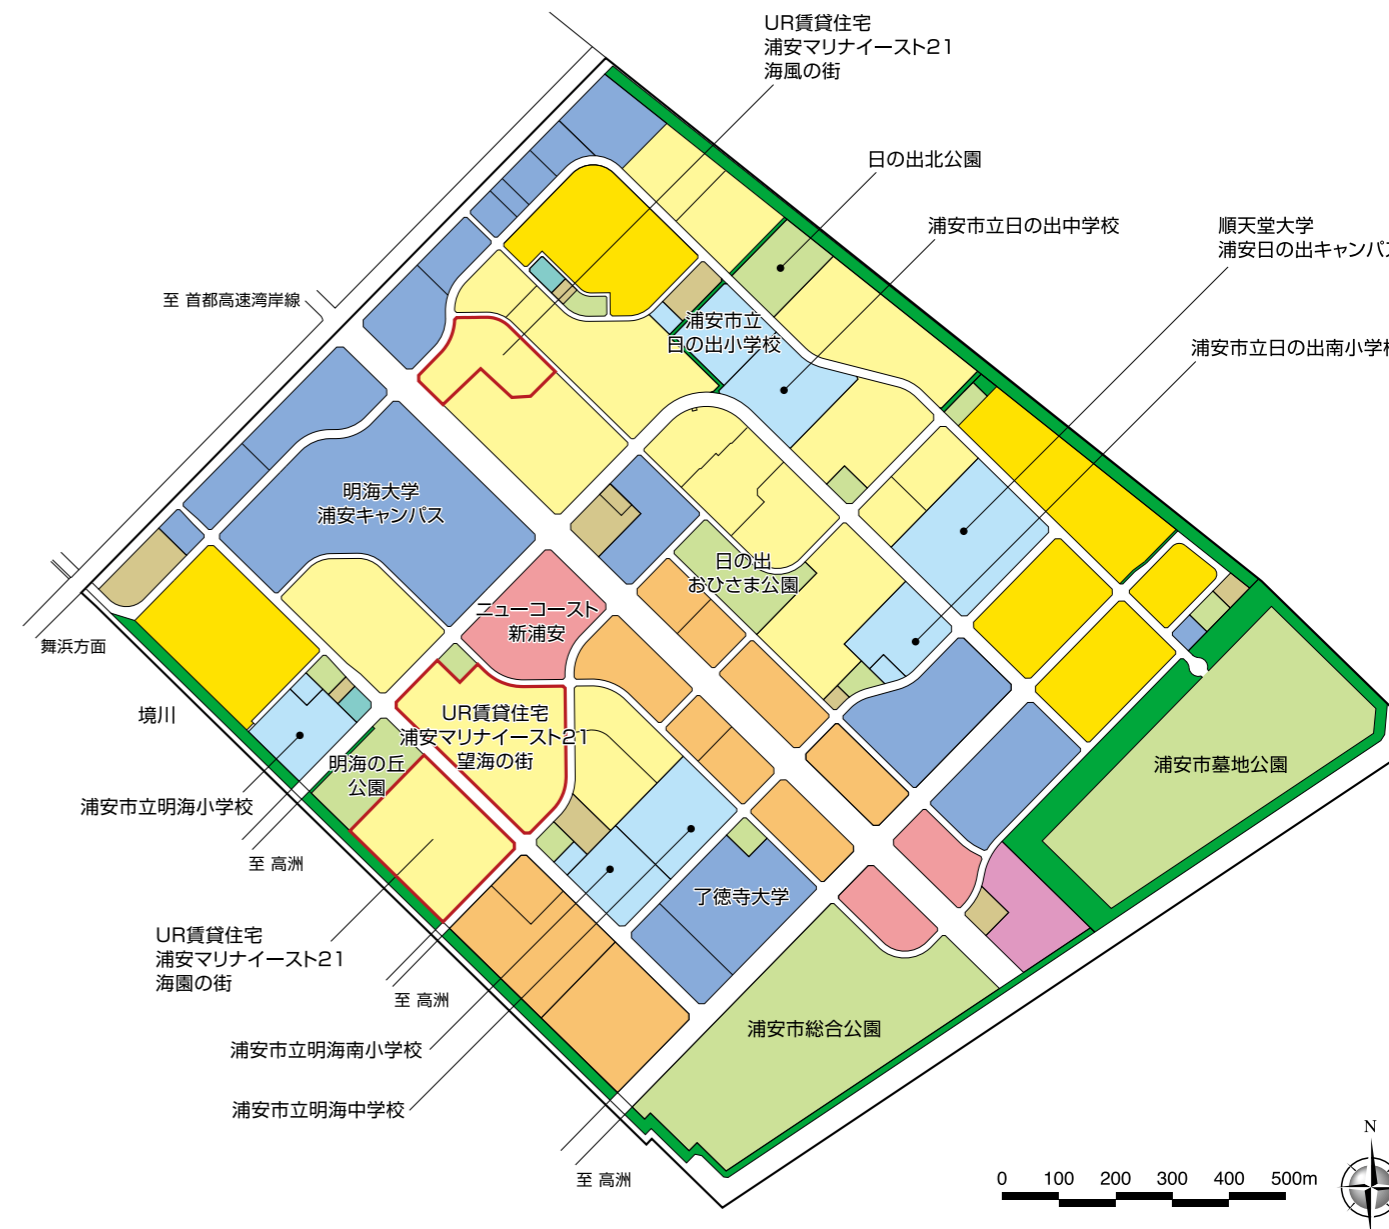 UR賃貸住宅
浦安マリナイースト21
海風の街
日の出北公園
浦安市立日の出中学校
順天堂大学
浦安日の出キャンパ
至 首都高速湾岸線
浦安市立
日の出小学校
浦安市立日の出南小学
明海大学
浦安キャンパス
日の出
おひさま公園
ニューコースト
新浦安
舞浜方面
境川
UR賃貸住宅
浦安マリナイースト21
望海の街
明海の丘
公園
浦安市墓地公園
浦安市立明海小学校
至 高洲
了徳寺大学
UR賃貸住宅
浦安マリナイースト21
海園の街
至 高洲
浦安市総合公園
浦安市立明海南小学校
浦安市立明海中学校
至 高洲
N
0 100 200 300 400 500m